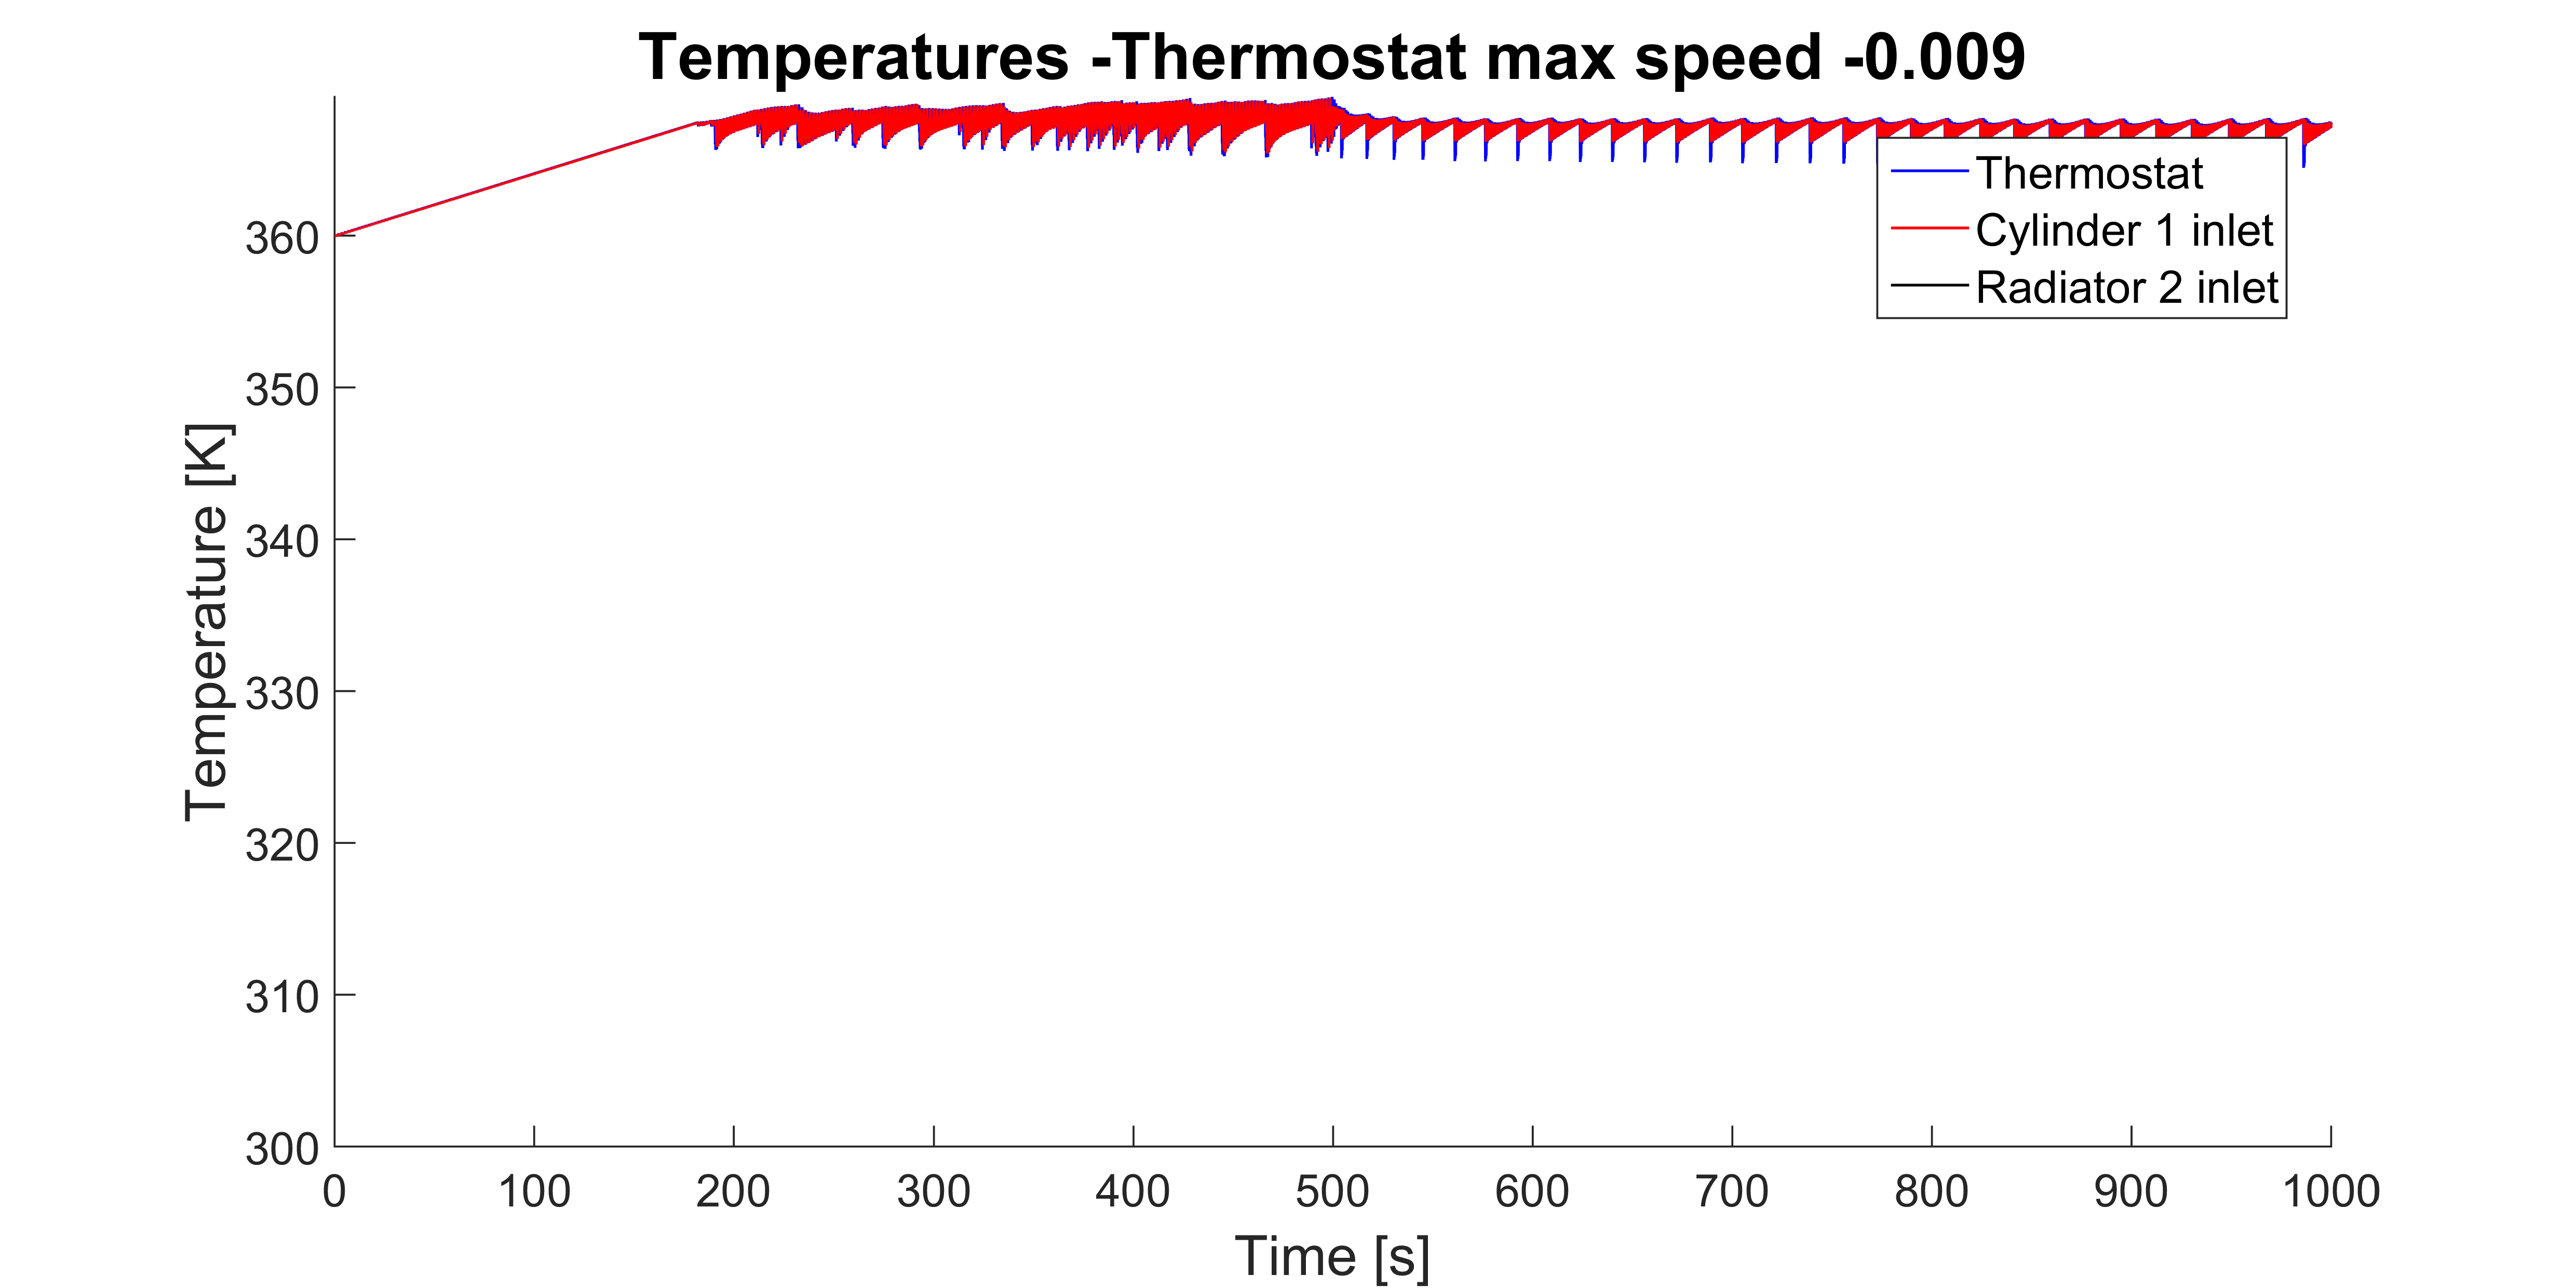 Temperatures -Thermostat max speed -0.009
Thermostat
Cylinder 1 inlet
Radiator 2 inlet
Temperature [K]
360
350
340
330
320
310
300
0 100 200 300 400 500 600 700 800 900 1000
Time [s]